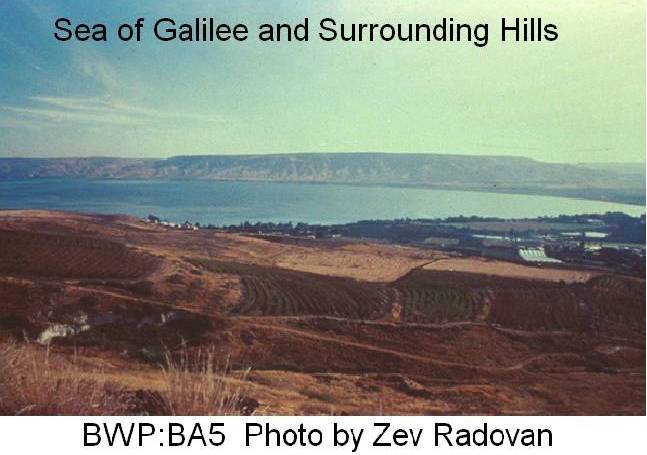 Sea of Galilee and Surrounding Hills
BWP:BA5  Photo by Zev Radovan